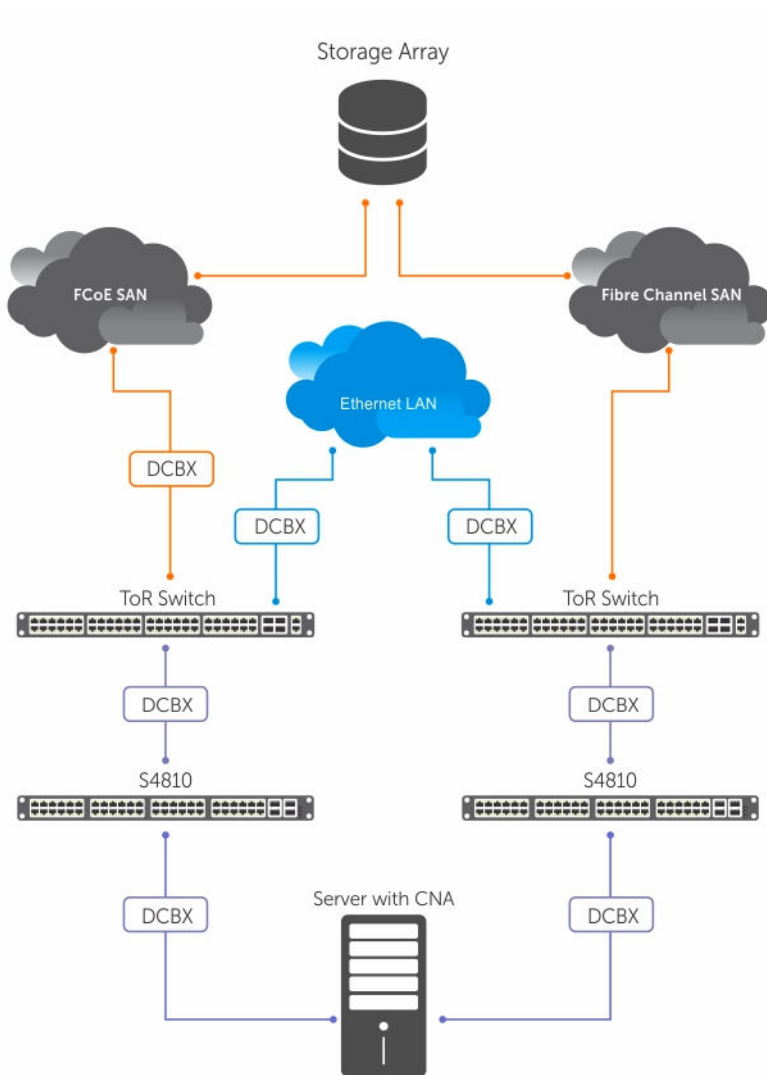 Storage Array
FCoE SAN
Fibre Channel SAN
Ethernet LAN
DCBX
DCBX
DCBX
ToR Switch
ToR Switch
DCBX
DCBX
S4810
S4810
Server with CNA
DCBX
DCBX